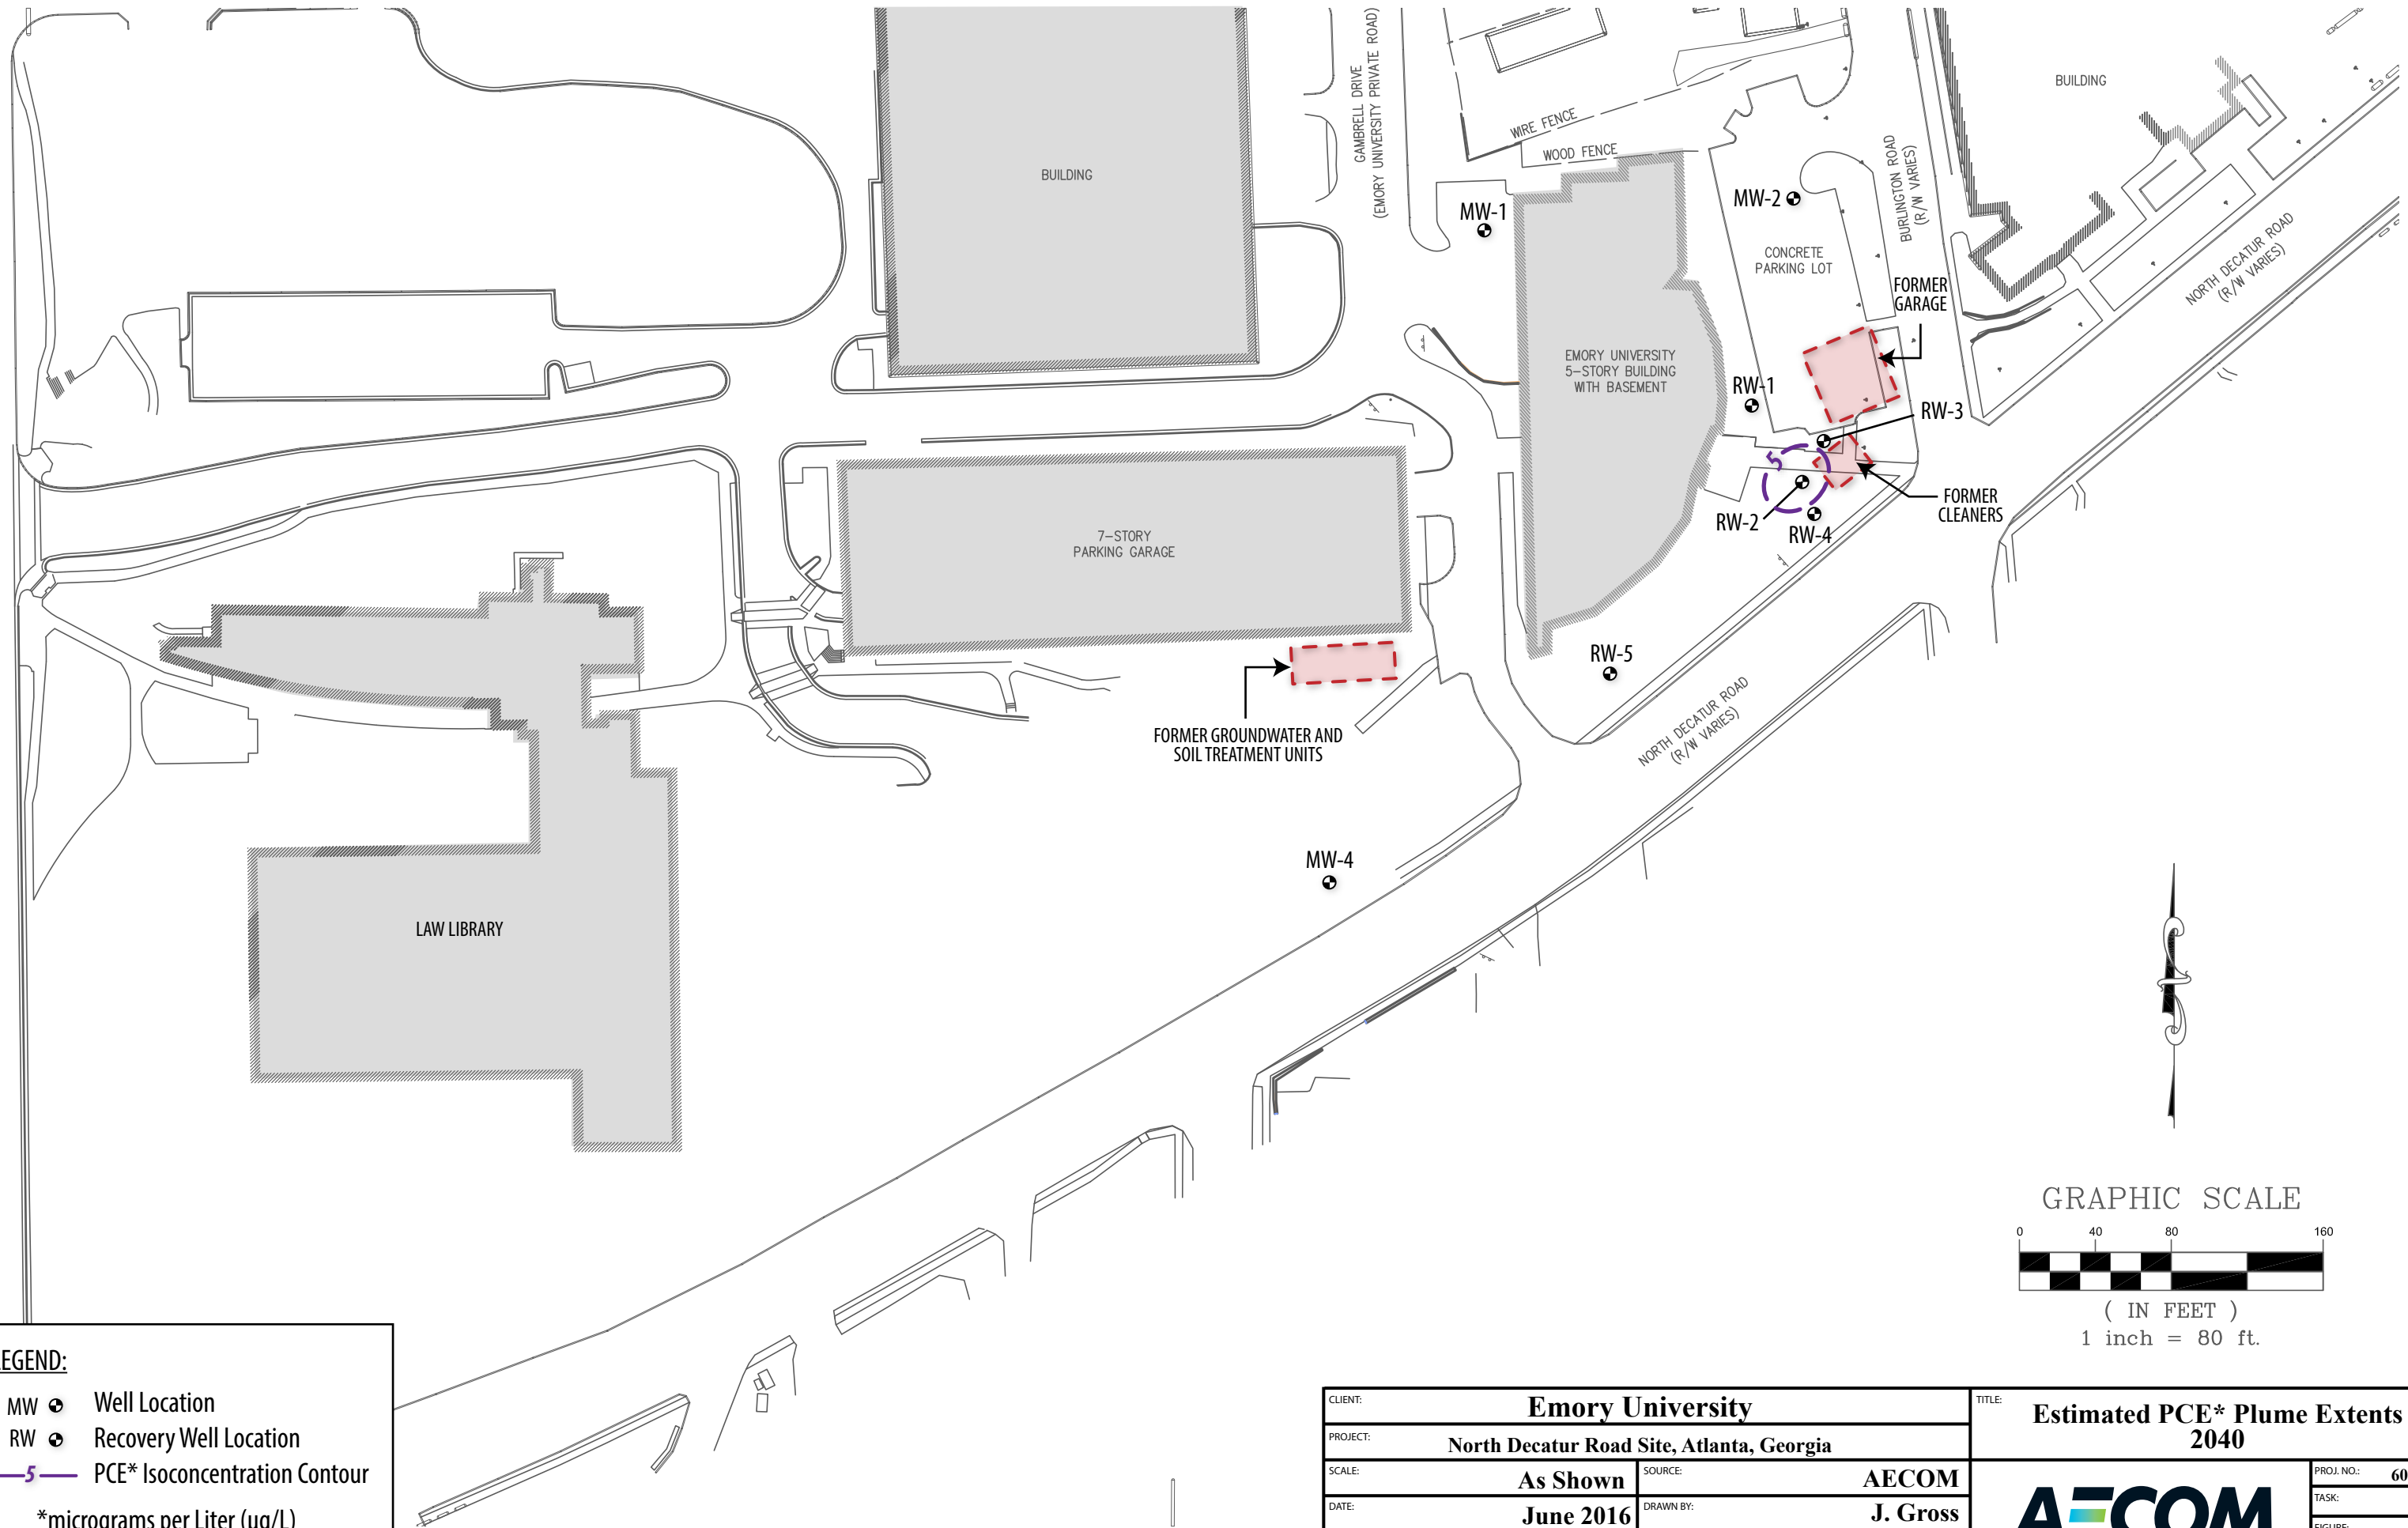 BUILDING
GAMBRELL DRIVE
(EMORY UNIVERSITY PRIVATE ROAD)
WIRE FENCE
WOOD FENCE
MW-1
MW-2
CONCRETE
PARKING LOT
BURLINGTON ROAD
(R/W VARIES)
BUILDING
NORTH DECATUR ROAD
(R/W VARIES)
FORMER
GARAGE
EMORY UNIVERSITY
5-STORY BUILDING
WITH BASEMENT
RW-1
RW-3
5
RW-2
RW-4
FORMER
CLEANERS
7-STORY
PARKING GARAGE
RW-5
FORMER GROUNDWATER AND
SOIL TREATMENT UNITS
NORTH DECATUR ROAD
(R/W VARIES)
MW-4
LAW LIBRARY
GRAPHIC SCALE
0 40 80 160
( IN FEET )
1 inch = 80 ft.
LEGEND:
MW Well Location
RW Recovery Well Location
5 PCE* Isoconcentration Contour
*micrograms per Liter (ug/L)
CLIENT: Emory University
PROJECT: North Decatur Road Site, Atlanta, Georgia
SCALE: As Shown
SOURCE: AECOM
DATE: June 2016
DRAWN BY: J. Gross
TITLE: Estimated PCE* Plume Extents
2040
AECOM
PROJ. NO.: 60
TASK:
FIGURE: